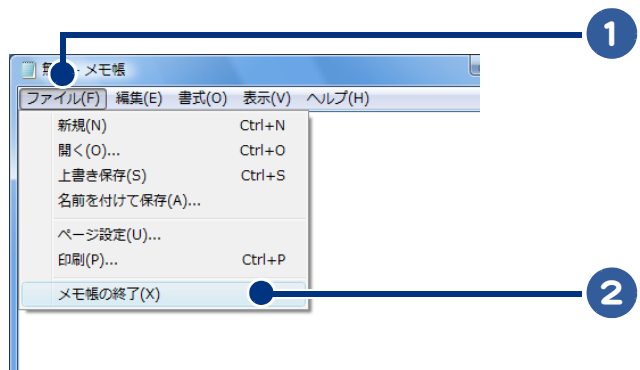 1
メモ帳
ファイル(F) 編集(E) 書式(O) 表示(V) ヘルプ(H)
新規(N) Ctrl+N
開く(O)... Ctrl+O
上書き保存(S) Ctrl+S
名前を付けて保存(A)...
ページ設定(U)...
印刷(P)... Ctrl+P
メモ帳の終了(X)
2